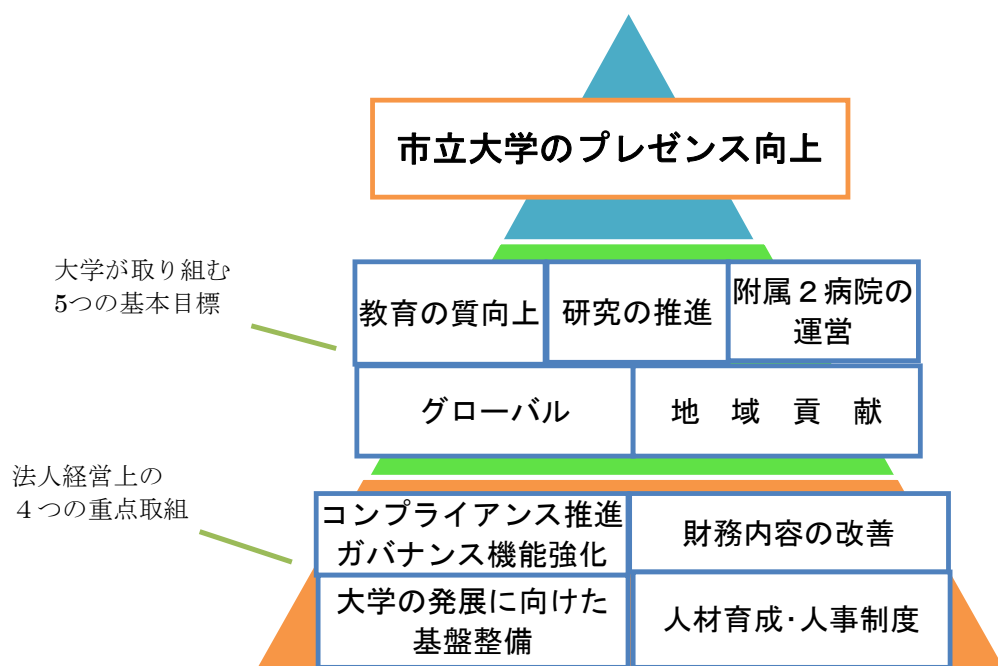 市立大学のプレゼンス向上
大学が取り組む
5つの基本目標
教育の質向上
研究の推進
附属２病院の
運営
グローバル
地　域　貢　献
法人経営上の
４つの重点取組
コンプライアンス推進
ガバナンス機能強化
財務内容の改善
大学の発展に向けた
基盤整備
人材育成･人事制度